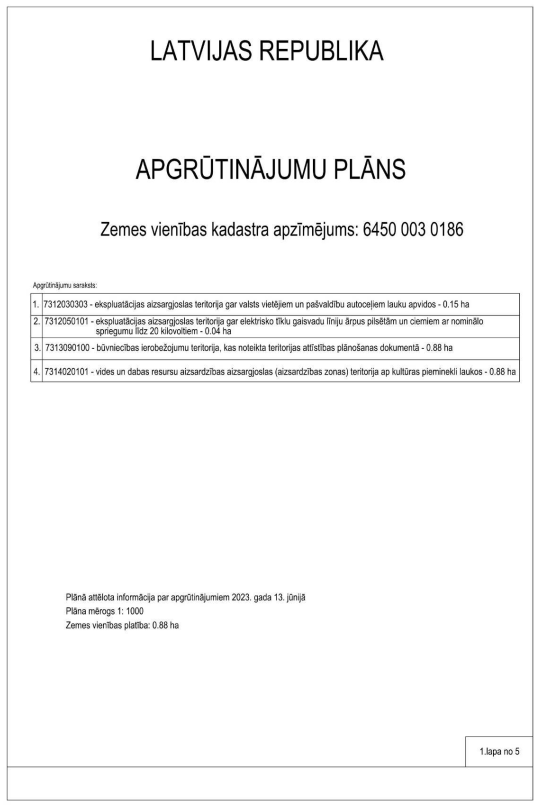 LATVIJAS REPUBLIKA
APGRŪTINĀJUMU PLĀNS
Zemes vienības kadastra apzīmējums: 6450 003 0186
Apgrūtinājumu saraksts:
1. 7312030303 - ekspluatācijas aizsargjoslas teritorija gar valsts vietējiem un pašvaldību autoceļiem lauku apvidos - 0.15 ha
2. 7312050101 - ekspluatācijas aizsargjoslas teritorija gar elektrisko tīklu gaisvadu līniju ārpus pilsētām un ciemiem ar nominālo
spriegumu līdz 20 kilovoltiem - 0.04 ha
3. 7313090100 - būvniecības ierobežojumu teritorija, kas noteikta teritorijas attīstības plānošanas dokumentā - 0.88 ha
4. 7314020101 - vides un dabas resursu aizsardzības aizsargjoslas (aizsardzības zonas) teritorija ap kultūras pieminekli laukos - 0.88 ha
Plānā attēlota informācija par apgrūtinājumiem 2023. gada 13. jūnijā
Plāna mērogs 1: 1000
Zemes vienības platība: 0.88 ha
1.lapa no 5